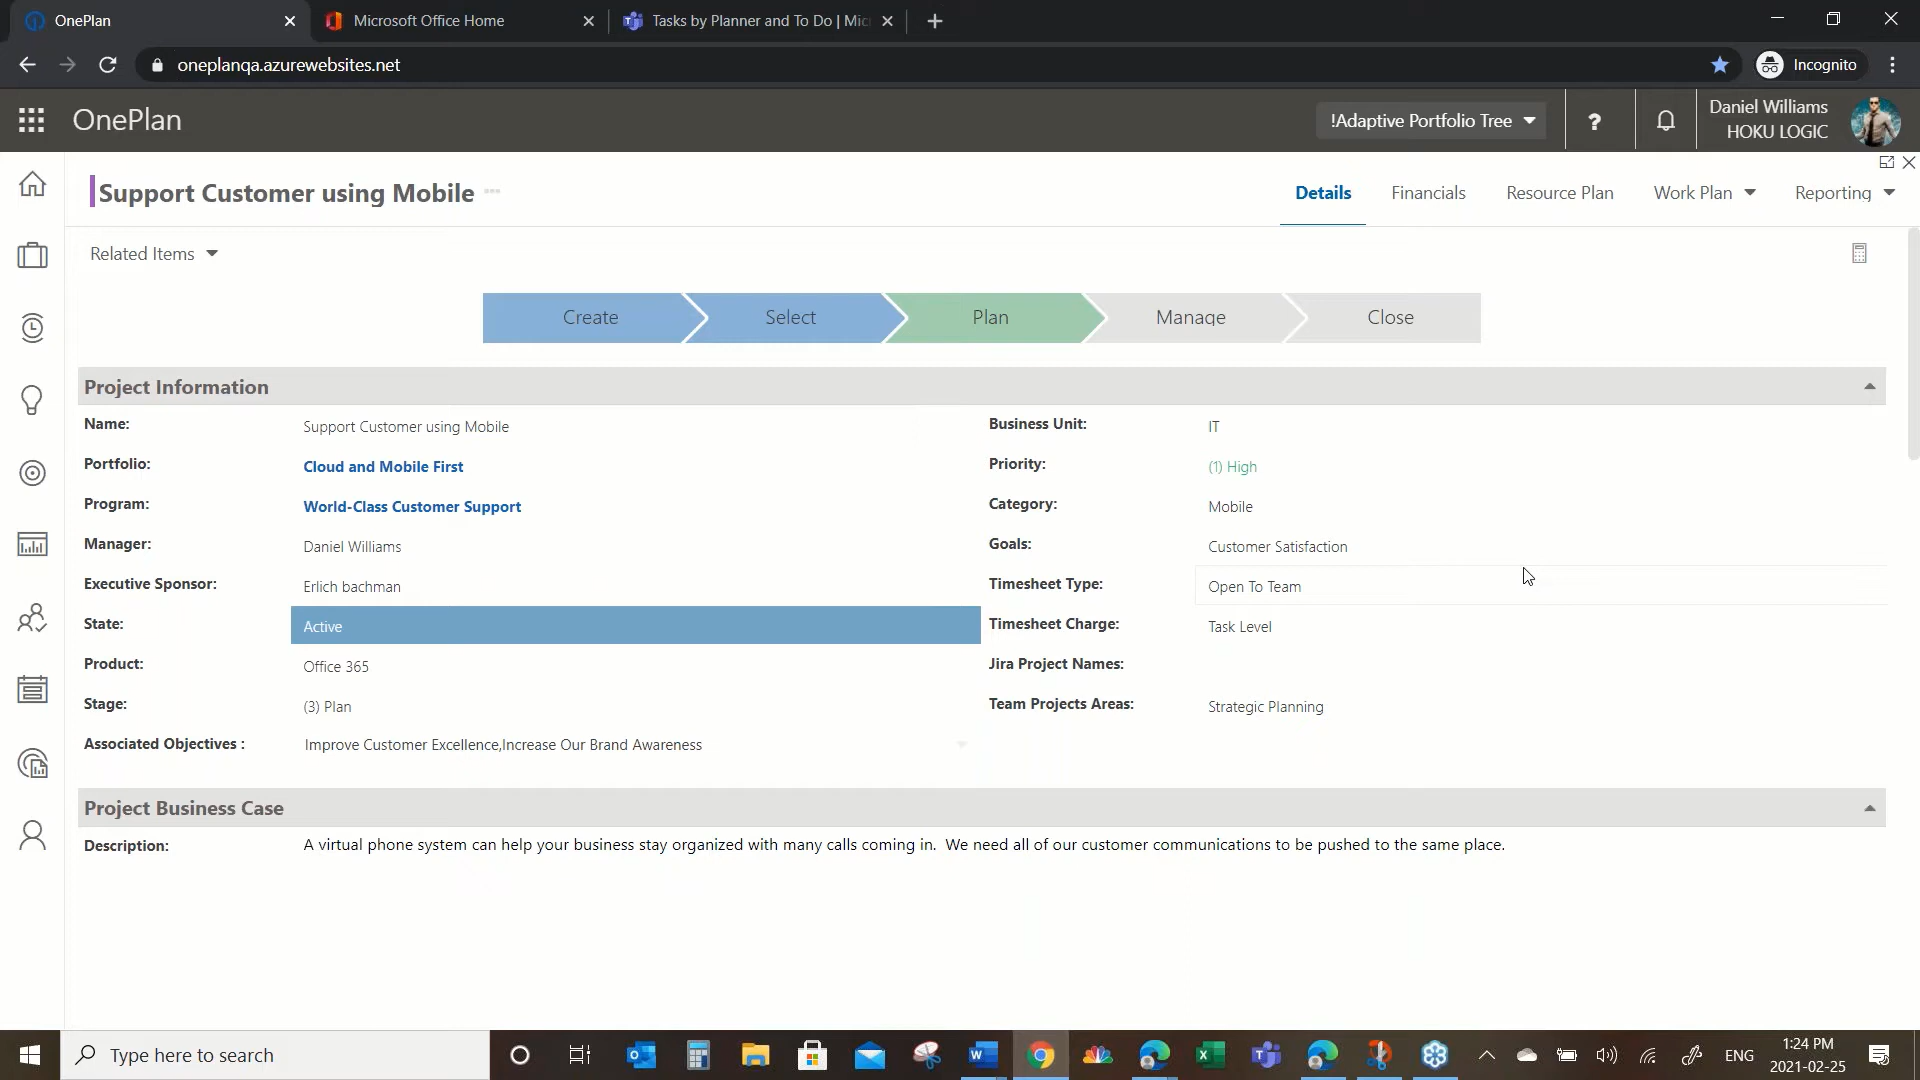 OnePlan
Microsoft Office Home
Tasks by Planner and To Do | Mic
oneplanqa.azurewebsites.net
Incognito
OnePlan
!Adaptive Portfolio Tree
?
Daniel Williams
HOKU LOGIC
Support Customer using Mobile
Details
Financials
Resource Plan
Work Plan
Reporting
Related Items
Create
Select
Plan
Manage
Close
Project Information
Name:
Support Customer using Mobile
Business Unit:
IT
Portfolio:
Cloud and Mobile First
Priority:
(1) High
Program:
World-Class Customer Support
Category:
Mobile
Manager:
Daniel Williams
Goals:
Customer Satisfaction
Executive Sponsor:
Erlich bachman
Timesheet Type:
Open To Team
State:
Active
Timesheet Charge:
Task Level
Product:
Office 365
Jira Project Names:
Stage:
(3) Plan
Team Projects Areas:
Strategic Planning
Associated Objectives :
Improve Customer Excellence,Increase Our Brand Awareness
Project Business Case
Description:
A virtual phone system can help your business stay organized with many calls coming in.  We need all of our customer communications to be pushed to the same place.
Type here to search
ENG
1:24 PM
2021-02-25